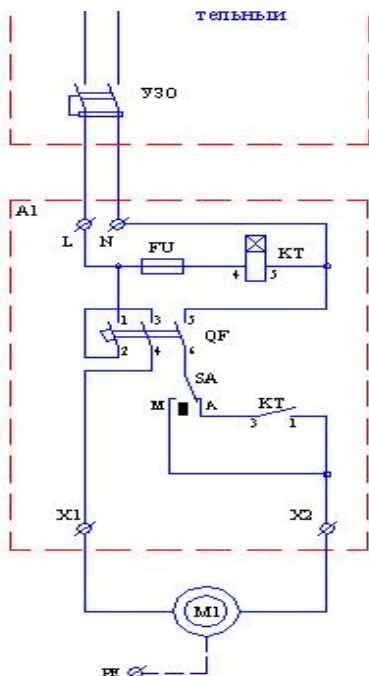 тельный
УЗО
A1
L N FU KT
4 5
1 3 5
QF
2 4 6
SA
M A KT
3 1
X1 X2
M1
PE